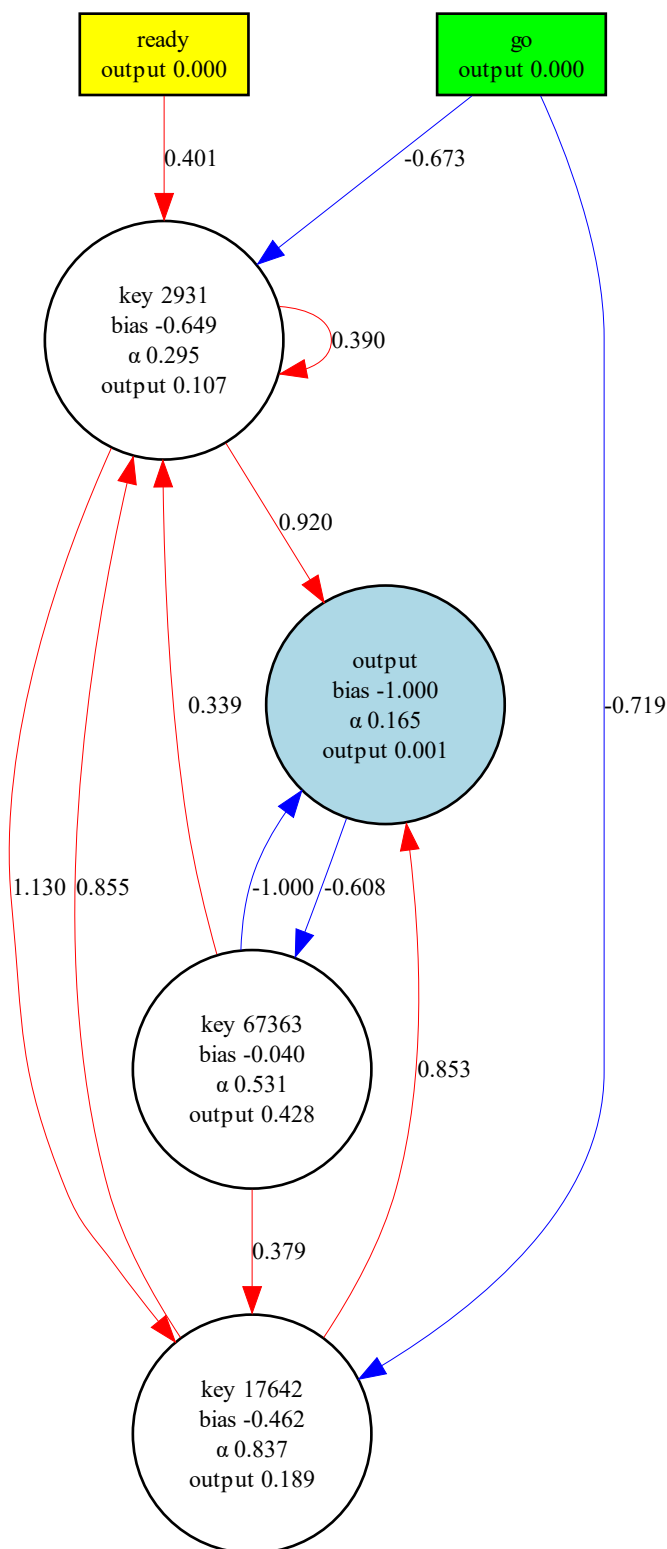 ready
output 0.000
go
output 0.000
0.401
-0.673
key 2931
bias -0.649
α 0.295
output 0.107
0.390
0.920
output
bias -1.000
α 0.165
output 0.001
0.339
-0.719
1.130
0.855
-1.000
-0.608
key 67363
bias -0.040
α 0.531
output 0.428
0.853
0.379
key 17642
bias -0.462
α 0.837
output 0.189